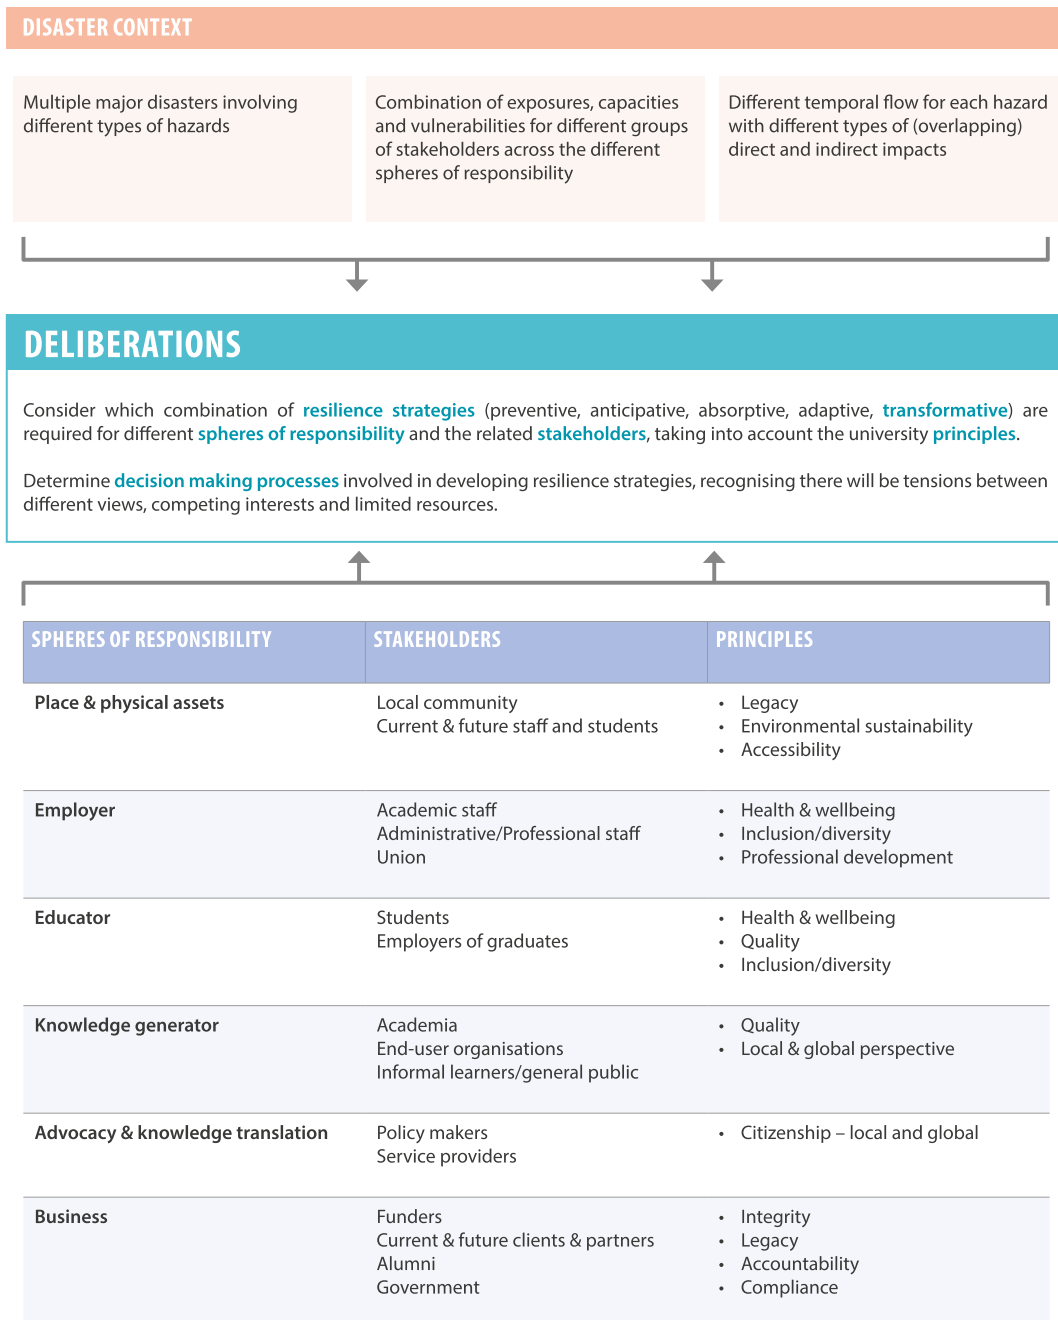 DISASTER CONTEXT
Multiple major disasters involving
different types of hazards
Combination of exposures, capacities
and vulnerabilities for different groups
of stakeholders across the different
spheres of responsibility
Different temporal flow for each hazard
with different types of (overlapping)
direct and indirect impacts
DELIBERATIONS
Consider which combination of resilience strategies (preventive, anticipative, absorptive, adaptive, transformative) are
required for different spheres of responsibility and the related stakeholders, taking into account the university principles.
Determine decision making processes involved in developing resilience strategies, recognising there will be tensions between
different views, competing interests and limited resources.
SPHERES OF RESPONSIBILITY
STAKEHOLDERS
PRINCIPLES
Place & physical assets
Local community
Current & future staff and students
• Legacy
• Environmental sustainability
• Accessibility
Employer
Academic staff
Administrative/Professional staff
Union
• Health & wellbeing
• Inclusion/diversity
• Professional development
Educator
Students
Employers of graduates
• Health & wellbeing
• Quality
• Inclusion/diversity
Knowledge generator
Academia
End-user organisations
Informal learners/general public
• Quality
• Local & global perspective
Advocacy & knowledge translation
Policy makers
Service providers
• Citizenship – local and global
Business
Funders
Current & future clients & partners
Alumni
Government
• Integrity
• Legacy
• Accountability
• Compliance